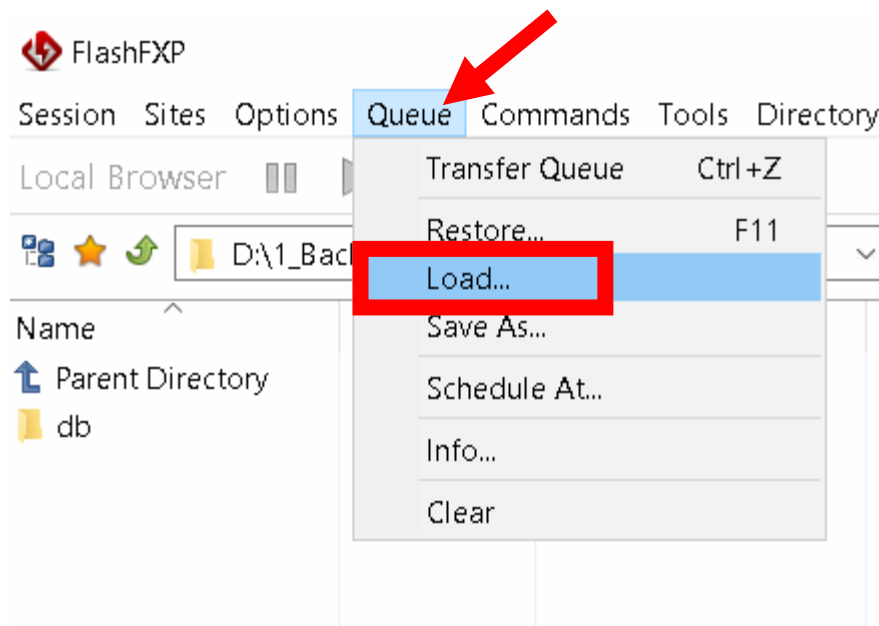 FlashFXP
Session Sites Options Queue Commands Tools Directory
Local Browser
Transfer Queue Ctrl+Z
Restore... F11
D:\1_Bac
Load...
Name
Save As...
Parent Directory
Schedule At...
db
Info...
Clear